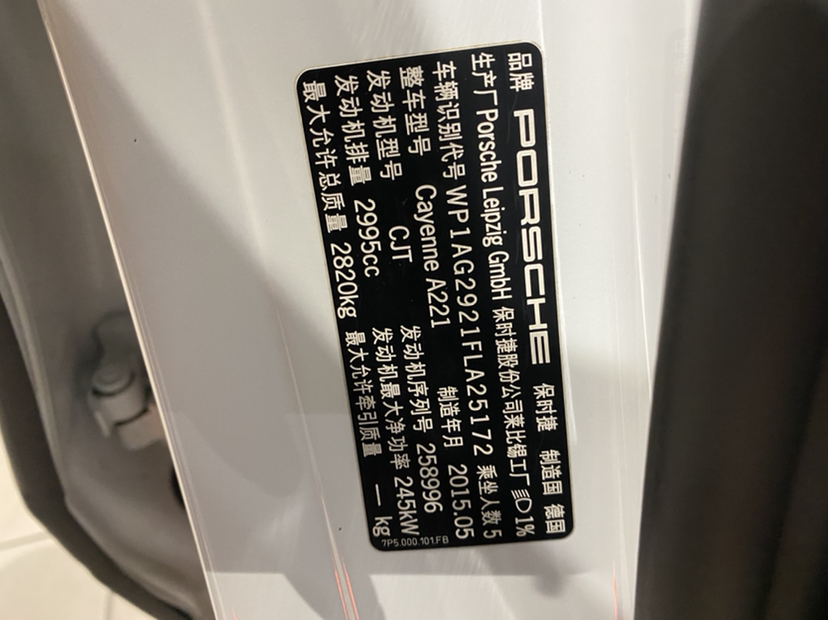 品牌 PORSCHE 保时捷 制造国 德国
生产厂 Porsche Leipzig GmbH 保时捷股份公司莱比锡工厂 1%
车辆识别代号 WP1AG2921FLA25172 乘坐人数 5
整车型号 Cayenne A221 制造年月 2015.05
发动机型号 CJT 发动机序列号 258996
发动机排量 2995cc 发动机最大净功率 245kW
最大允许总质量 2820kg 最大允许牵引质量 — kg
7P5.000.101.FB